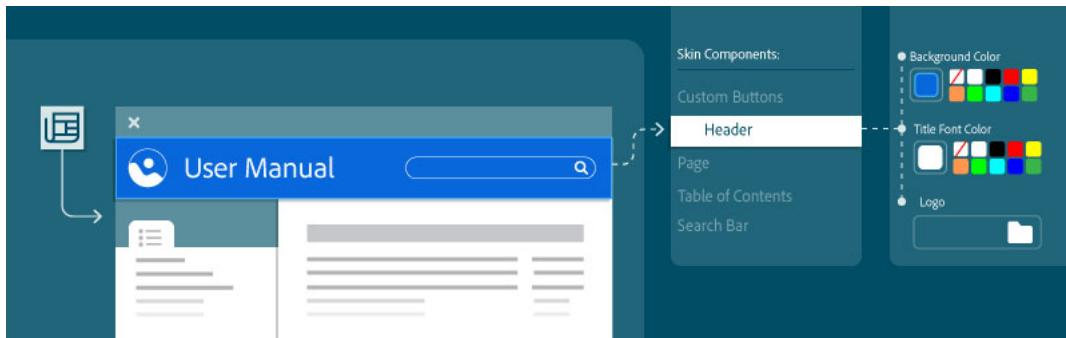 User Manual
Skin Components:
Custom Buttons
Header
Page
Table of Contents
Search Bar
Background Color
Title Font Color
Logo